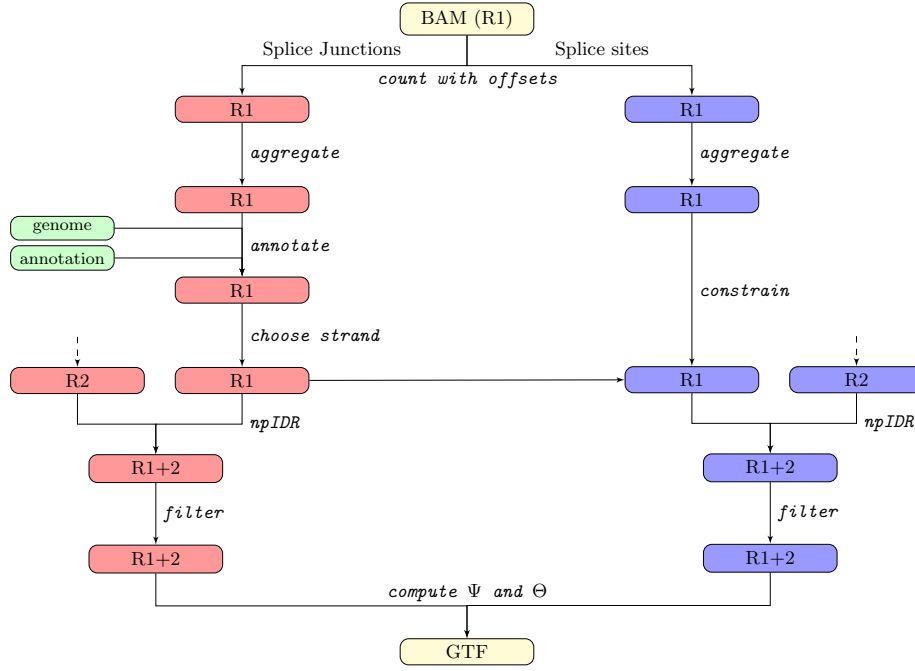 BAM (R1)
Splice Junctions
Splice sites
count with offsets
R1
R1
aggregate
aggregate
R1
R1
genome
annotation
annotate
R1
constrain
choose strand
R2
R1
R1
R2
npIDR
npIDR
R1+2
R1+2
filter
filter
R1+2
R1+2
compute Ψ and Θ
GTF